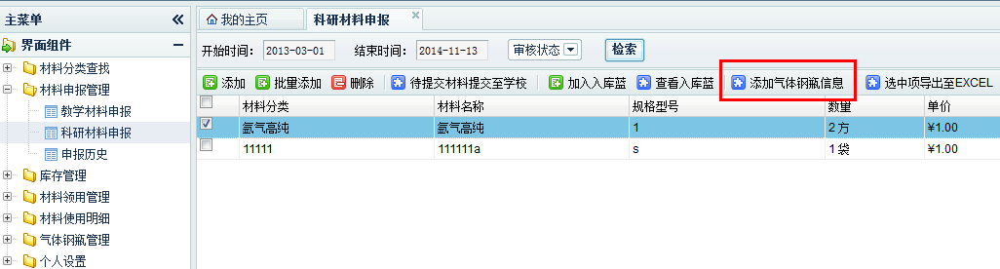 主菜单
界面组件
材料分类查找
材料申报管理
教学材料申报
科研材料申报
申报历史
库存管理
材料领用管理
材料使用明细
气体钢瓶管理
个人设置
我的主页 科研材料申报
开始时间: 2013-03-01 结束时间: 2014-11-13 审核状态 检索
添加 批量添加 删除 待提交材料提交至学校 加入入库蓝 查看入库蓝 添加气体钢瓶信息 选中项导出至EXCEL
材料分类 材料名称 规格型号 数量 单价
氩气高纯 氩气高纯 1 2 方 ¥1.00
11111 111111a s 1 袋 ¥1.00